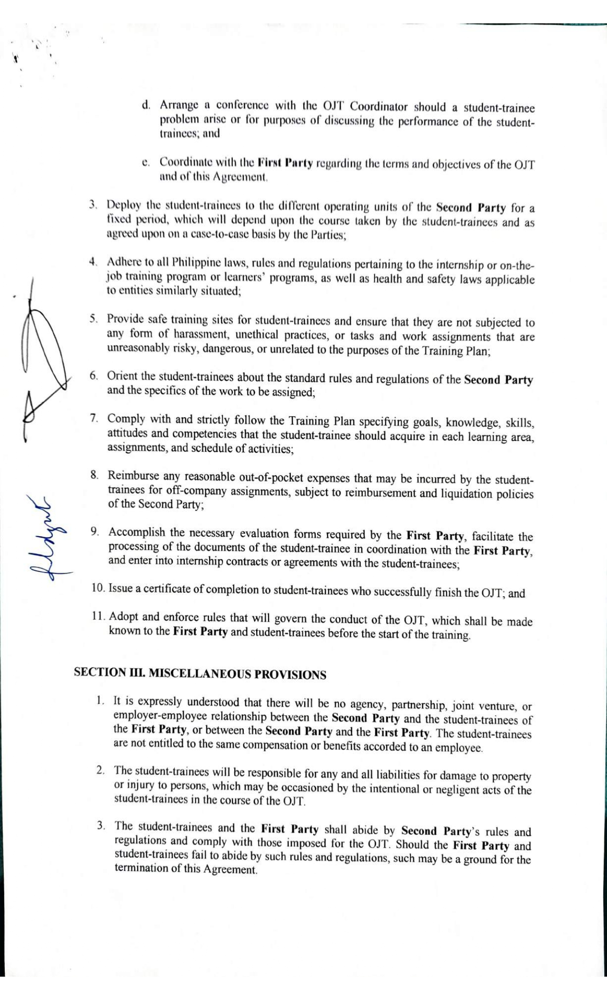 d. Arrange a conference with the OJT Coordinator should a student-trainee
problem arise or for purposes of discussing the performance of the student-
trainees; and
e. Coordinate with the First Party regarding the terms and objectives of the OJT
and of this Agreement.
3. Deploy the student-trainees to the different operating units of the Second Party for a
fixed period, which will depend upon the course taken by the student-trainees and as
agreed upon on a case-to-case basis by the Parties;
4. Adhere to all Philippine laws, rules and regulations pertaining to the internship or on-the-
job training program or learners' programs, as well as health and safety laws applicable
to entities similarly situated;
5. Provide safe training sites for student-trainees and ensure that they are not subjected to
any form of harassment, unethical practices, or tasks and work assignments that are
unreasonably risky, dangerous, or unrelated to the purposes of the Training Plan;
6. Orient the student-trainees about the standard rules and regulations of the Second Party
and the specifics of the work to be assigned;
7. Comply with and strictly follow the Training Plan specifying goals, knowledge, skills,
attitudes and competencies that the student-trainee should acquire in each learning area,
assignments, and schedule of activities;
8. Reimburse any reasonable out-of-pocket expenses that may be incurred by the student-
trainees for off-company assignments, subject to reimbursement and liquidation policies
of the Second Party;
9. Accomplish the necessary evaluation forms required by the First Party, facilitate the
processing of the documents of the student-trainee in coordination with the First Party,
and enter into internship contracts or agreements with the student-trainees;
10. Issue a certificate of completion to student-trainees who successfully finish the OJT; and
11. Adopt and enforce rules that will govern the conduct of the OJT, which shall be made
known to the First Party and student-trainees before the start of the training.
SECTION III. MISCELLANEOUS PROVISIONS
1. It is expressly understood that there will be no agency, partnership, joint venture, or
employer-employee relationship between the Second Party and the student-trainees of
the First Party, or between the Second Party and the First Party. The student-trainees
are not entitled to the same compensation or benefits accorded to an employee.
2. The student-trainees will be responsible for any and all liabilities for damage to property
or injury to persons, which may be occasioned by the intentional or negligent acts of the
student-trainees in the course of the OJT.
3. The student-trainees and the First Party shall abide by Second Party's rules and
regulations and comply with those imposed for the OJT. Should the First Party and
student-trainees fail to abide by such rules and regulations, such may be a ground for the
termination of this Agreement.